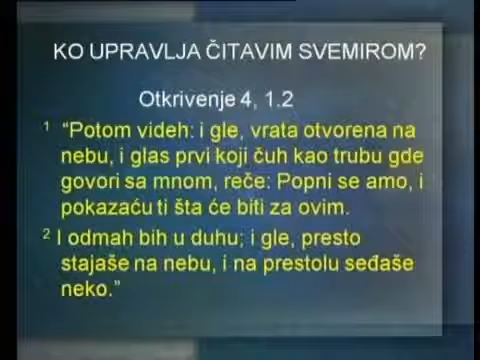 KO UPRAVLJA ČITAVIM SVEMIROM?
Otkrivenje 4, 1.2
1 "Potom videh: i gle, vrata otvorena na
nebu, i glas prvi koji čuh kao trubu gde
govori sa mnom, reče: Popni se amo, i
pokazaću ti šta će biti za ovim.
2 I odmah bih u duhu; i gle, presto
stajaše na nebu, i na prestolu seđaše
neko."